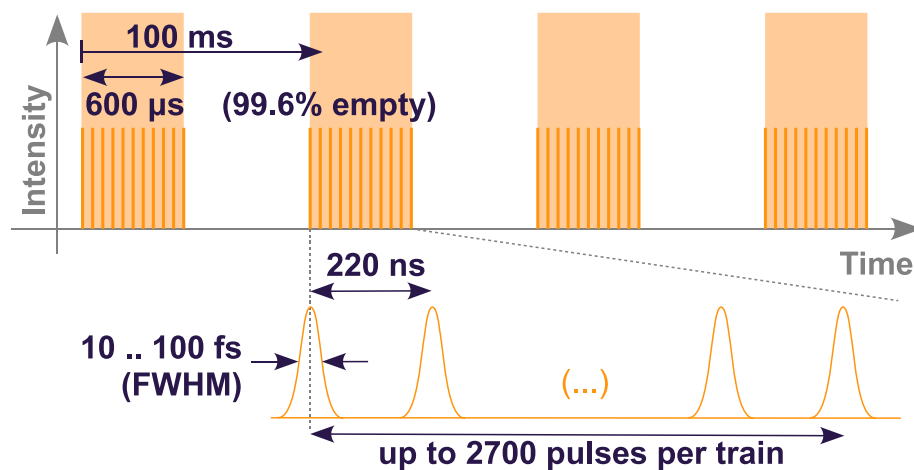 100 ms
600 µs
(99.6% empty)
Intensity
Time
220 ns
10 .. 100 fs
(FWHM)
(...)
up to 2700 pulses per train